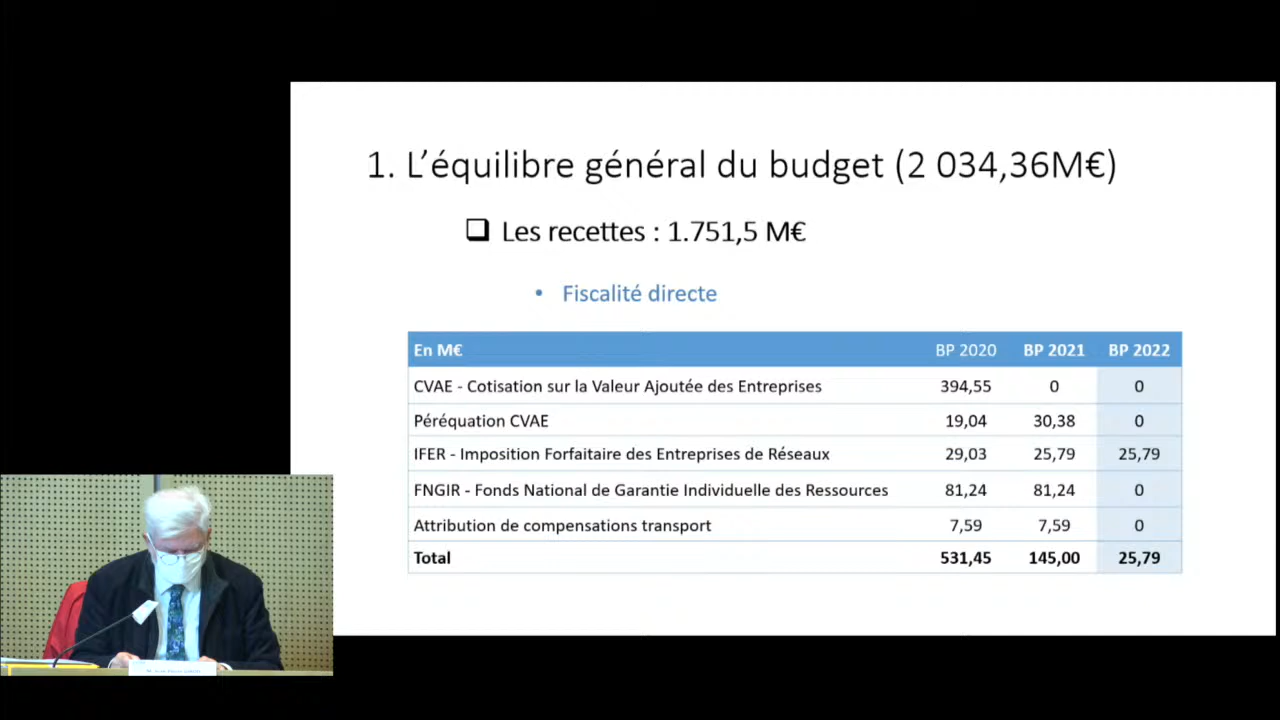 1. L’équilibre général du budget (2 034,36M€)
❑ Les recettes : 1.751,5 M€
• Fiscalité directe
En M€ BP 2020 BP 2021 BP 2022
CVAE - Cotisation sur la Valeur Ajoutée des Entreprises 394,55 0 0
Péréquation CVAE 19,04 30,38 0
IFER - Imposition Forfaitaire des Entreprises de Réseaux 29,03 25,79 25,79
FNGIR - Fonds National de Garantie Individuelle des Ressources 81,24 81,24 0
Attribution de compensations transport 7,59 7,59 0
Total 531,45 145,00 25,79